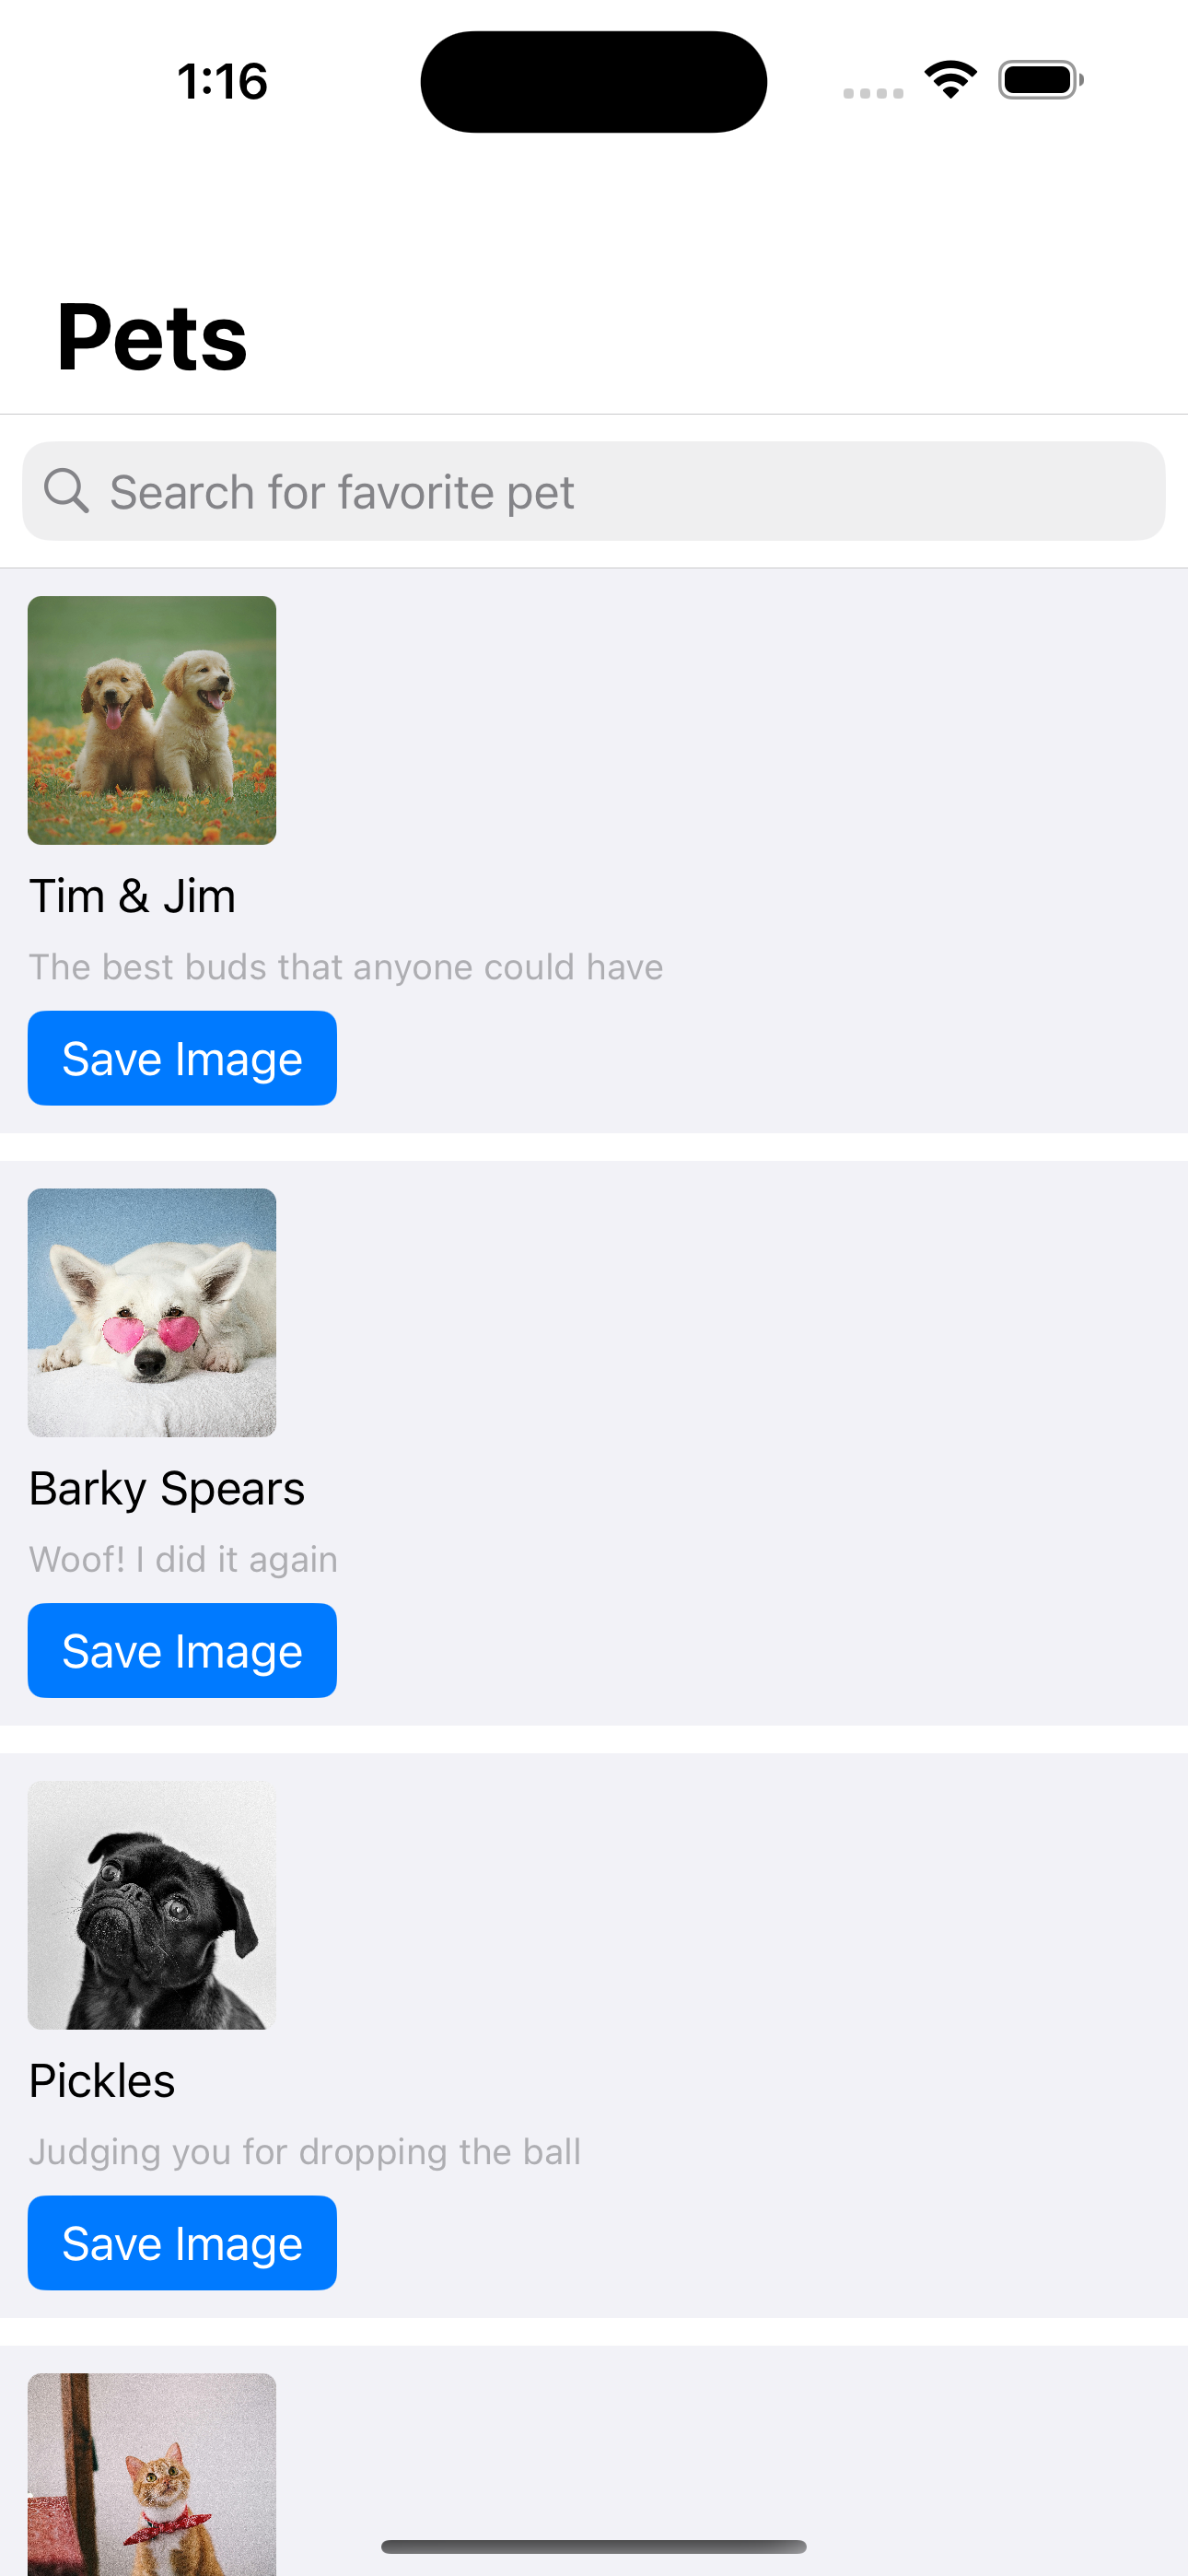 1:16
Pets
Search for favorite pet
Tim & Jim
The best buds that anyone could have
Save Image
Barky Spears
Woof! I did it again
Save Image
Pickles
Judging you for dropping the ball
Save Image